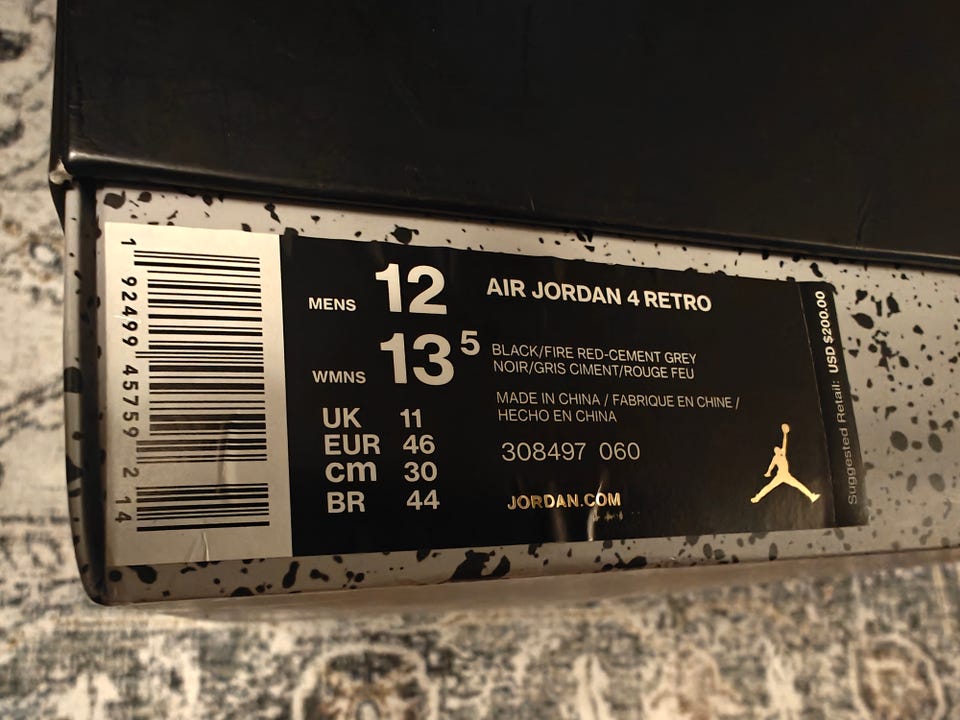 1 92499 45759 2 14
MENS 12
WMNS 13 5
UK 11
EUR 46
cm 30
BR 44
AIR JORDAN 4 RETRO
BLACK/FIRE RED-CEMENT GREY
NOIR/GRIS CIMENT/ROUGE FEU
MADE IN CHINA / FABRIQUE EN CHINE /
HECHO EN CHINA
308497 060
JORDAN.COM
Suggested Retail: USD $200.00